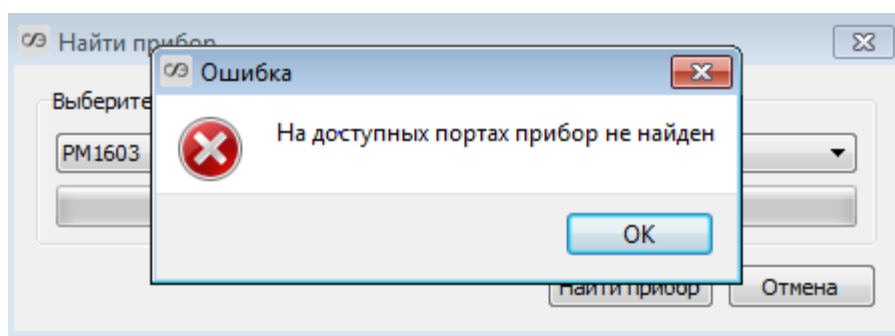 Найти прибор
Ошибка
Выберите
На доступных портах прибор не найден
PM1603
OK
Найти прибор
Отмена